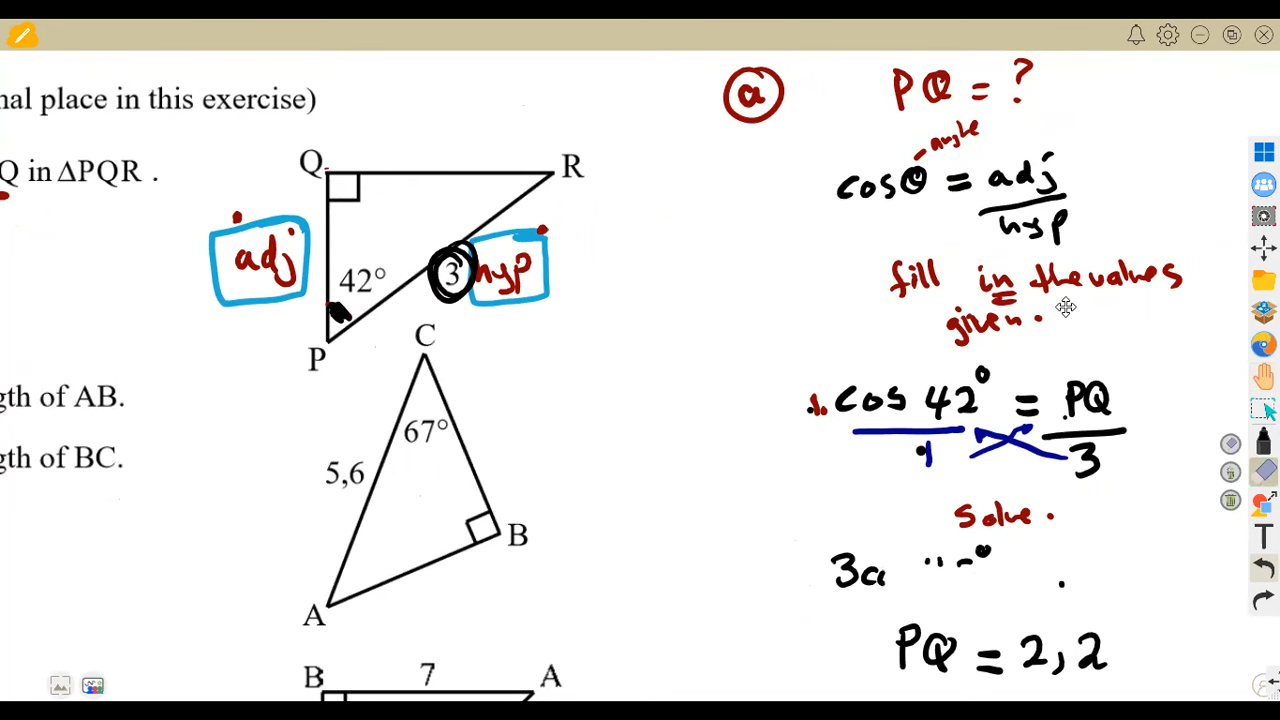 nal place in this exercise)
Q in ΔPQR .
Q
R
adj
42°
3
hyp
P
C
gth of AB.
67°
gth of BC.
5,6
B
A
B
7
A
a
PQ = ?
angle
cosθ = adj
hyp
fill in the values
given.
cos 42° = PQ
1
3
Solve.
3c
PQ = 2,2
T